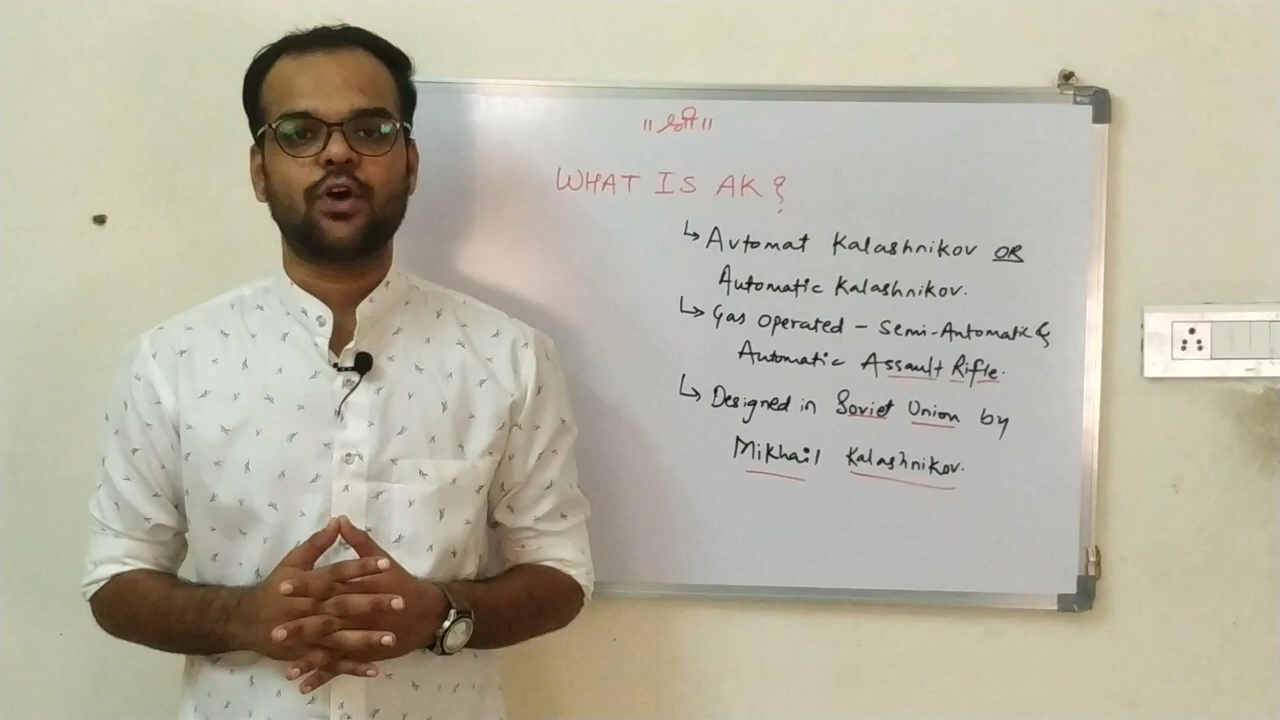 ॥ श्री ॥
WHAT IS AK?
↳ Avtomat Kalashnikov OR
Automatic Kalashnikov.
↳ Gas Operated – Semi-Automatic &
Automatic Assault Rifle.
↳ Designed in Soviet Union by
Mikhail Kalashnikov.